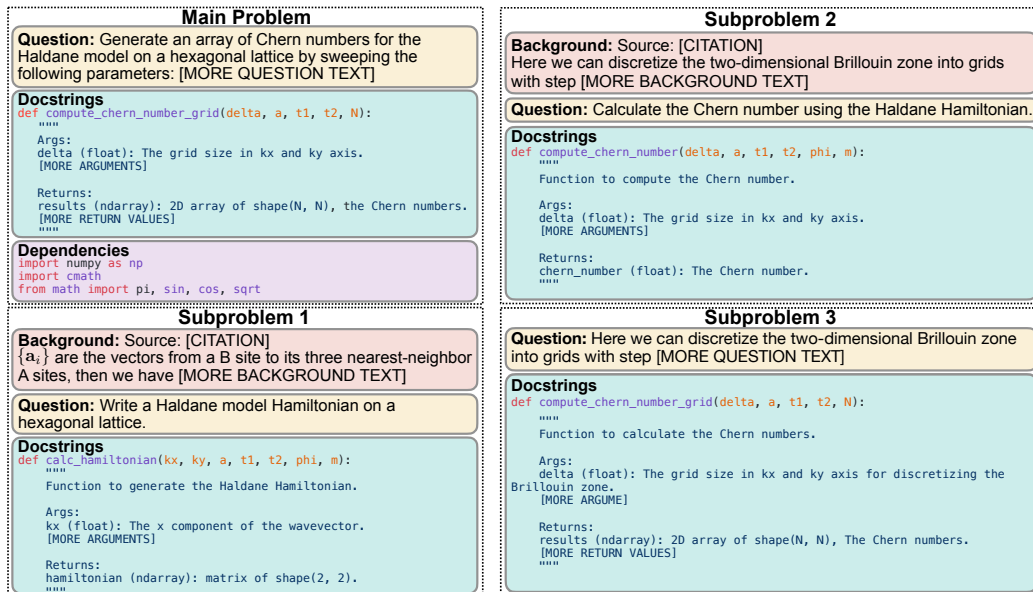 Main Problem
Question: Generate an array of Chern numbers for the
Haldane model on a hexagonal lattice by sweeping the
following parameters: [MORE QUESTION TEXT]
Docstrings
def compute_chern_number_grid(delta, a, t1, t2, N):
"""
Args:
delta (float): The grid size in kx and ky axis.
[MORE ARGUMENTS]
Returns:
results (ndarray): 2D array of shape(N, N), the Chern numbers.
[MORE RETURN VALUES]
"""
Dependencies
import numpy as np
import cmath
from math import pi, sin, cos, sqrt
Subproblem 1
Background: Source: [CITATION]
{𝐚ᵢ} are the vectors from a B site to its three nearest-neighbor
A sites, then we have [MORE BACKGROUND TEXT]
Question: Write a Haldane model Hamiltonian on a
hexagonal lattice.
Docstrings
def calc_hamiltonian(kx, ky, a, t1, t2, phi, m):
"""
Function to generate the Haldane Hamiltonian.
Args:
kx (float): The x component of the wavevector.
[MORE ARGUMENTS]
Returns:
hamiltonian (ndarray): matrix of shape(2, 2).
"""
Subproblem 2
Background: Source: [CITATION]
Here we can discretize the two-dimensional Brillouin zone into grids
with step [MORE BACKGROUND TEXT]
Question: Calculate the Chern number using the Haldane Hamiltonian.
Docstrings
def compute_chern_number(delta, a, t1, t2, phi, m):
"""
Function to compute the Chern number.
Args:
delta (float): The grid size in kx and ky axis.
[MORE ARGUMENTS]
Returns:
chern_number (float): The Chern number.
"""
Subproblem 3
Question: Here we can discretize the two-dimensional Brillouin zone
into grids with step [MORE QUESTION TEXT]
Docstrings
def compute_chern_number_grid(delta, a, t1, t2, N):
"""
Function to calculate the Chern numbers.
Args:
delta (float): The grid size in kx and ky axis for discretizing the
Brillouin zone.
[MORE ARGUME]
Returns:
results (ndarray): 2D array of shape(N, N), The Chern numbers.
[MORE RETURN VALUES]
"""